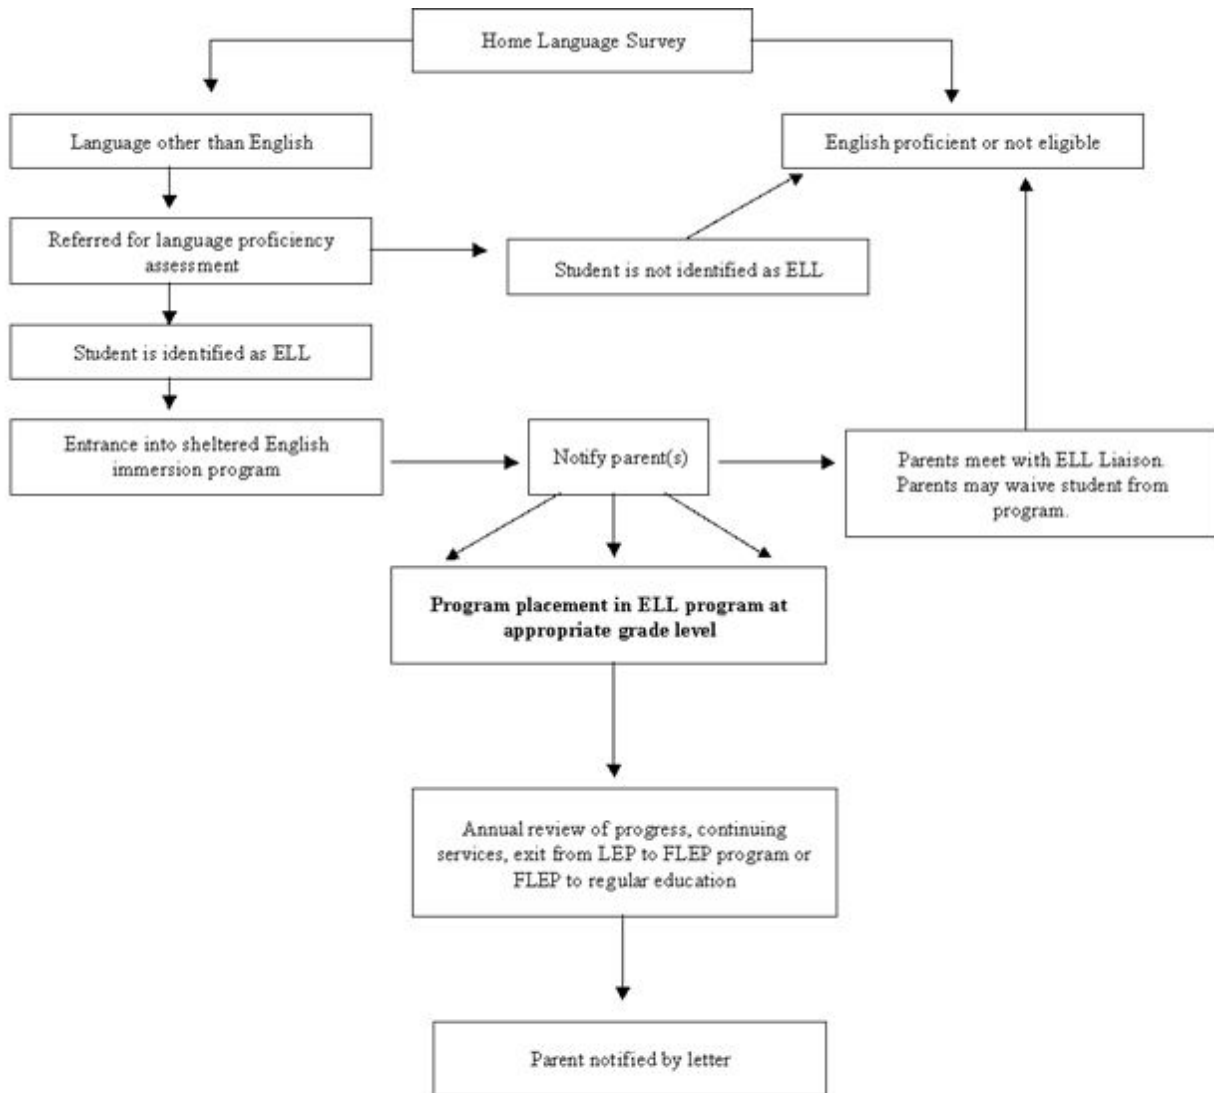 Home Language Survey
Language other than English
English proficient or not eligible
Referred for language proficiency
assessment
Student is not identified as ELL
Student is identified as ELL
Entrance into sheltered English
immersion program
Notify parent(s)
Parents meet with ELL Liaison.
Parents may waive student from
program.
Program placement in ELL program at
appropriate grade level
Annual review of progress, continuing
services, exit from LEP to FLEP program or
FLEP to regular education
Parent notified by letter